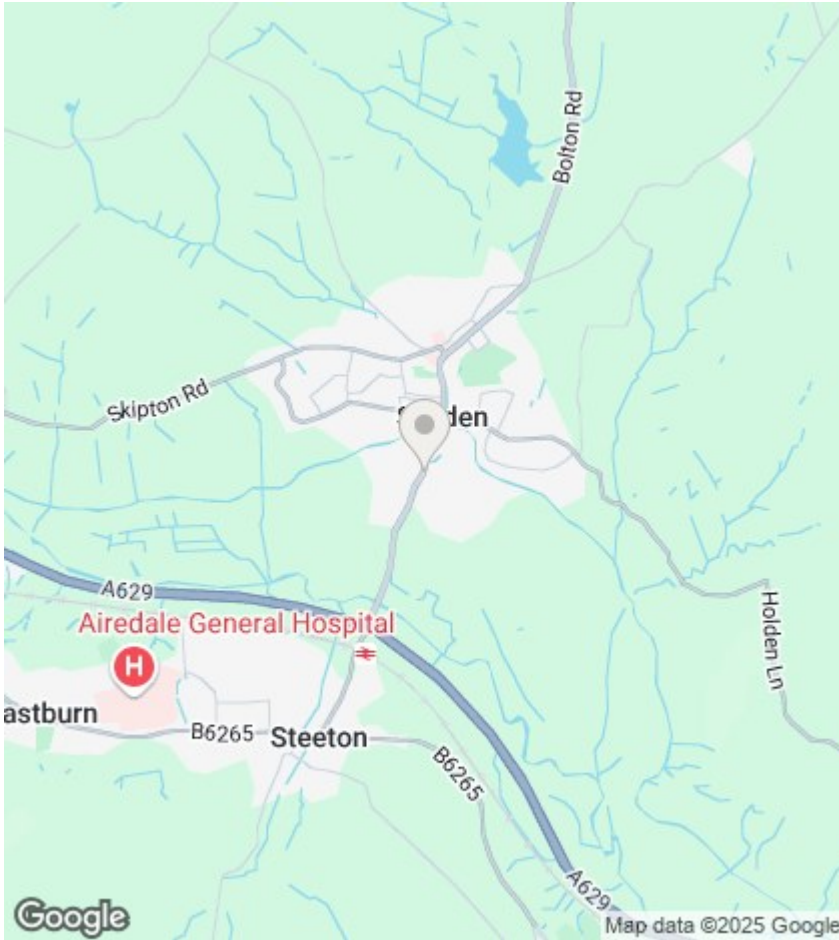 Bolton Rd
Skipton Rd
A629
Airedale General Hospital
H
Holden Ln
astburn
B6265
Steeton
B6265
A629
Google
Map data ©2025 Google